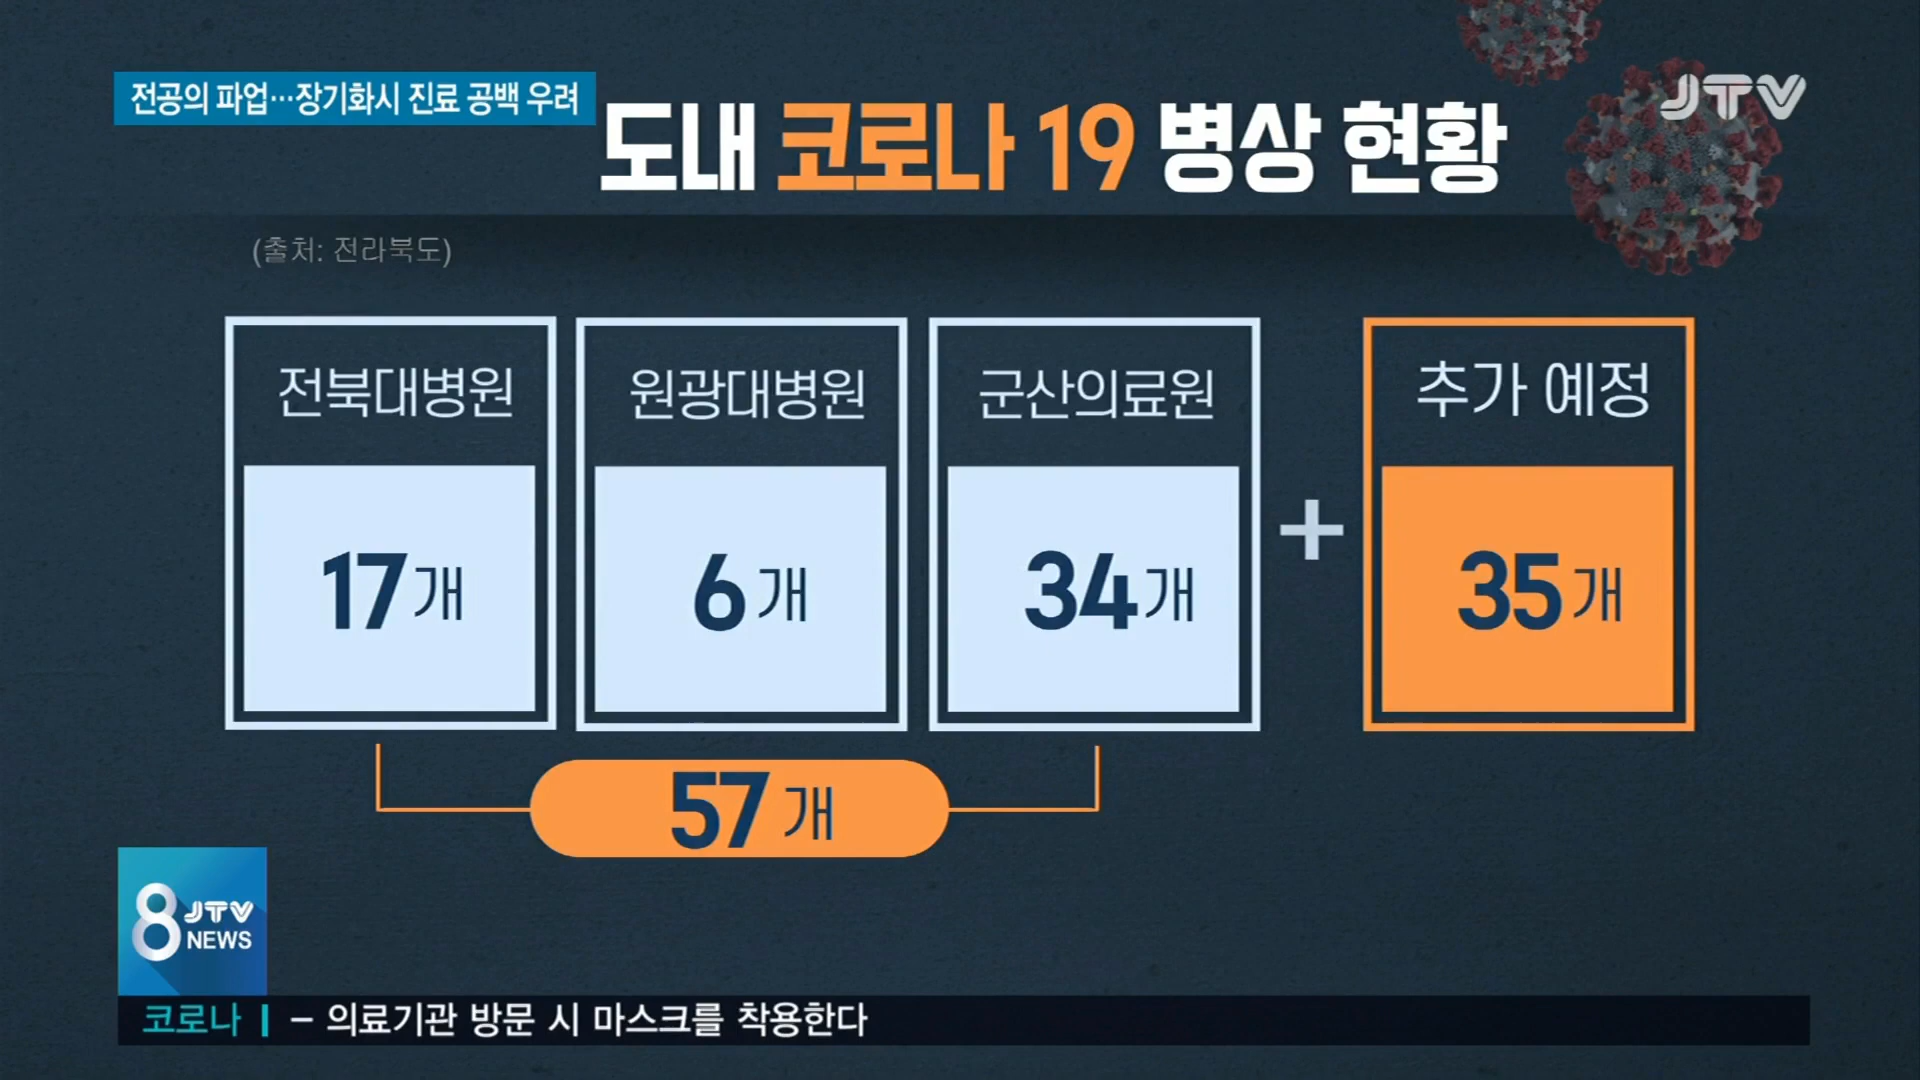 전공의 파업…장기화시 진료 공백 우려
JTV
도내 코로나 19 병상 현황
(출처: 전라북도)
전북대병원
원광대병원
군산의료원
추가 예정
17개
6개
34개
+
35개
57개
8 JTV
NEWS
코로나 | - 의료기관 방문 시 마스크를 착용한다